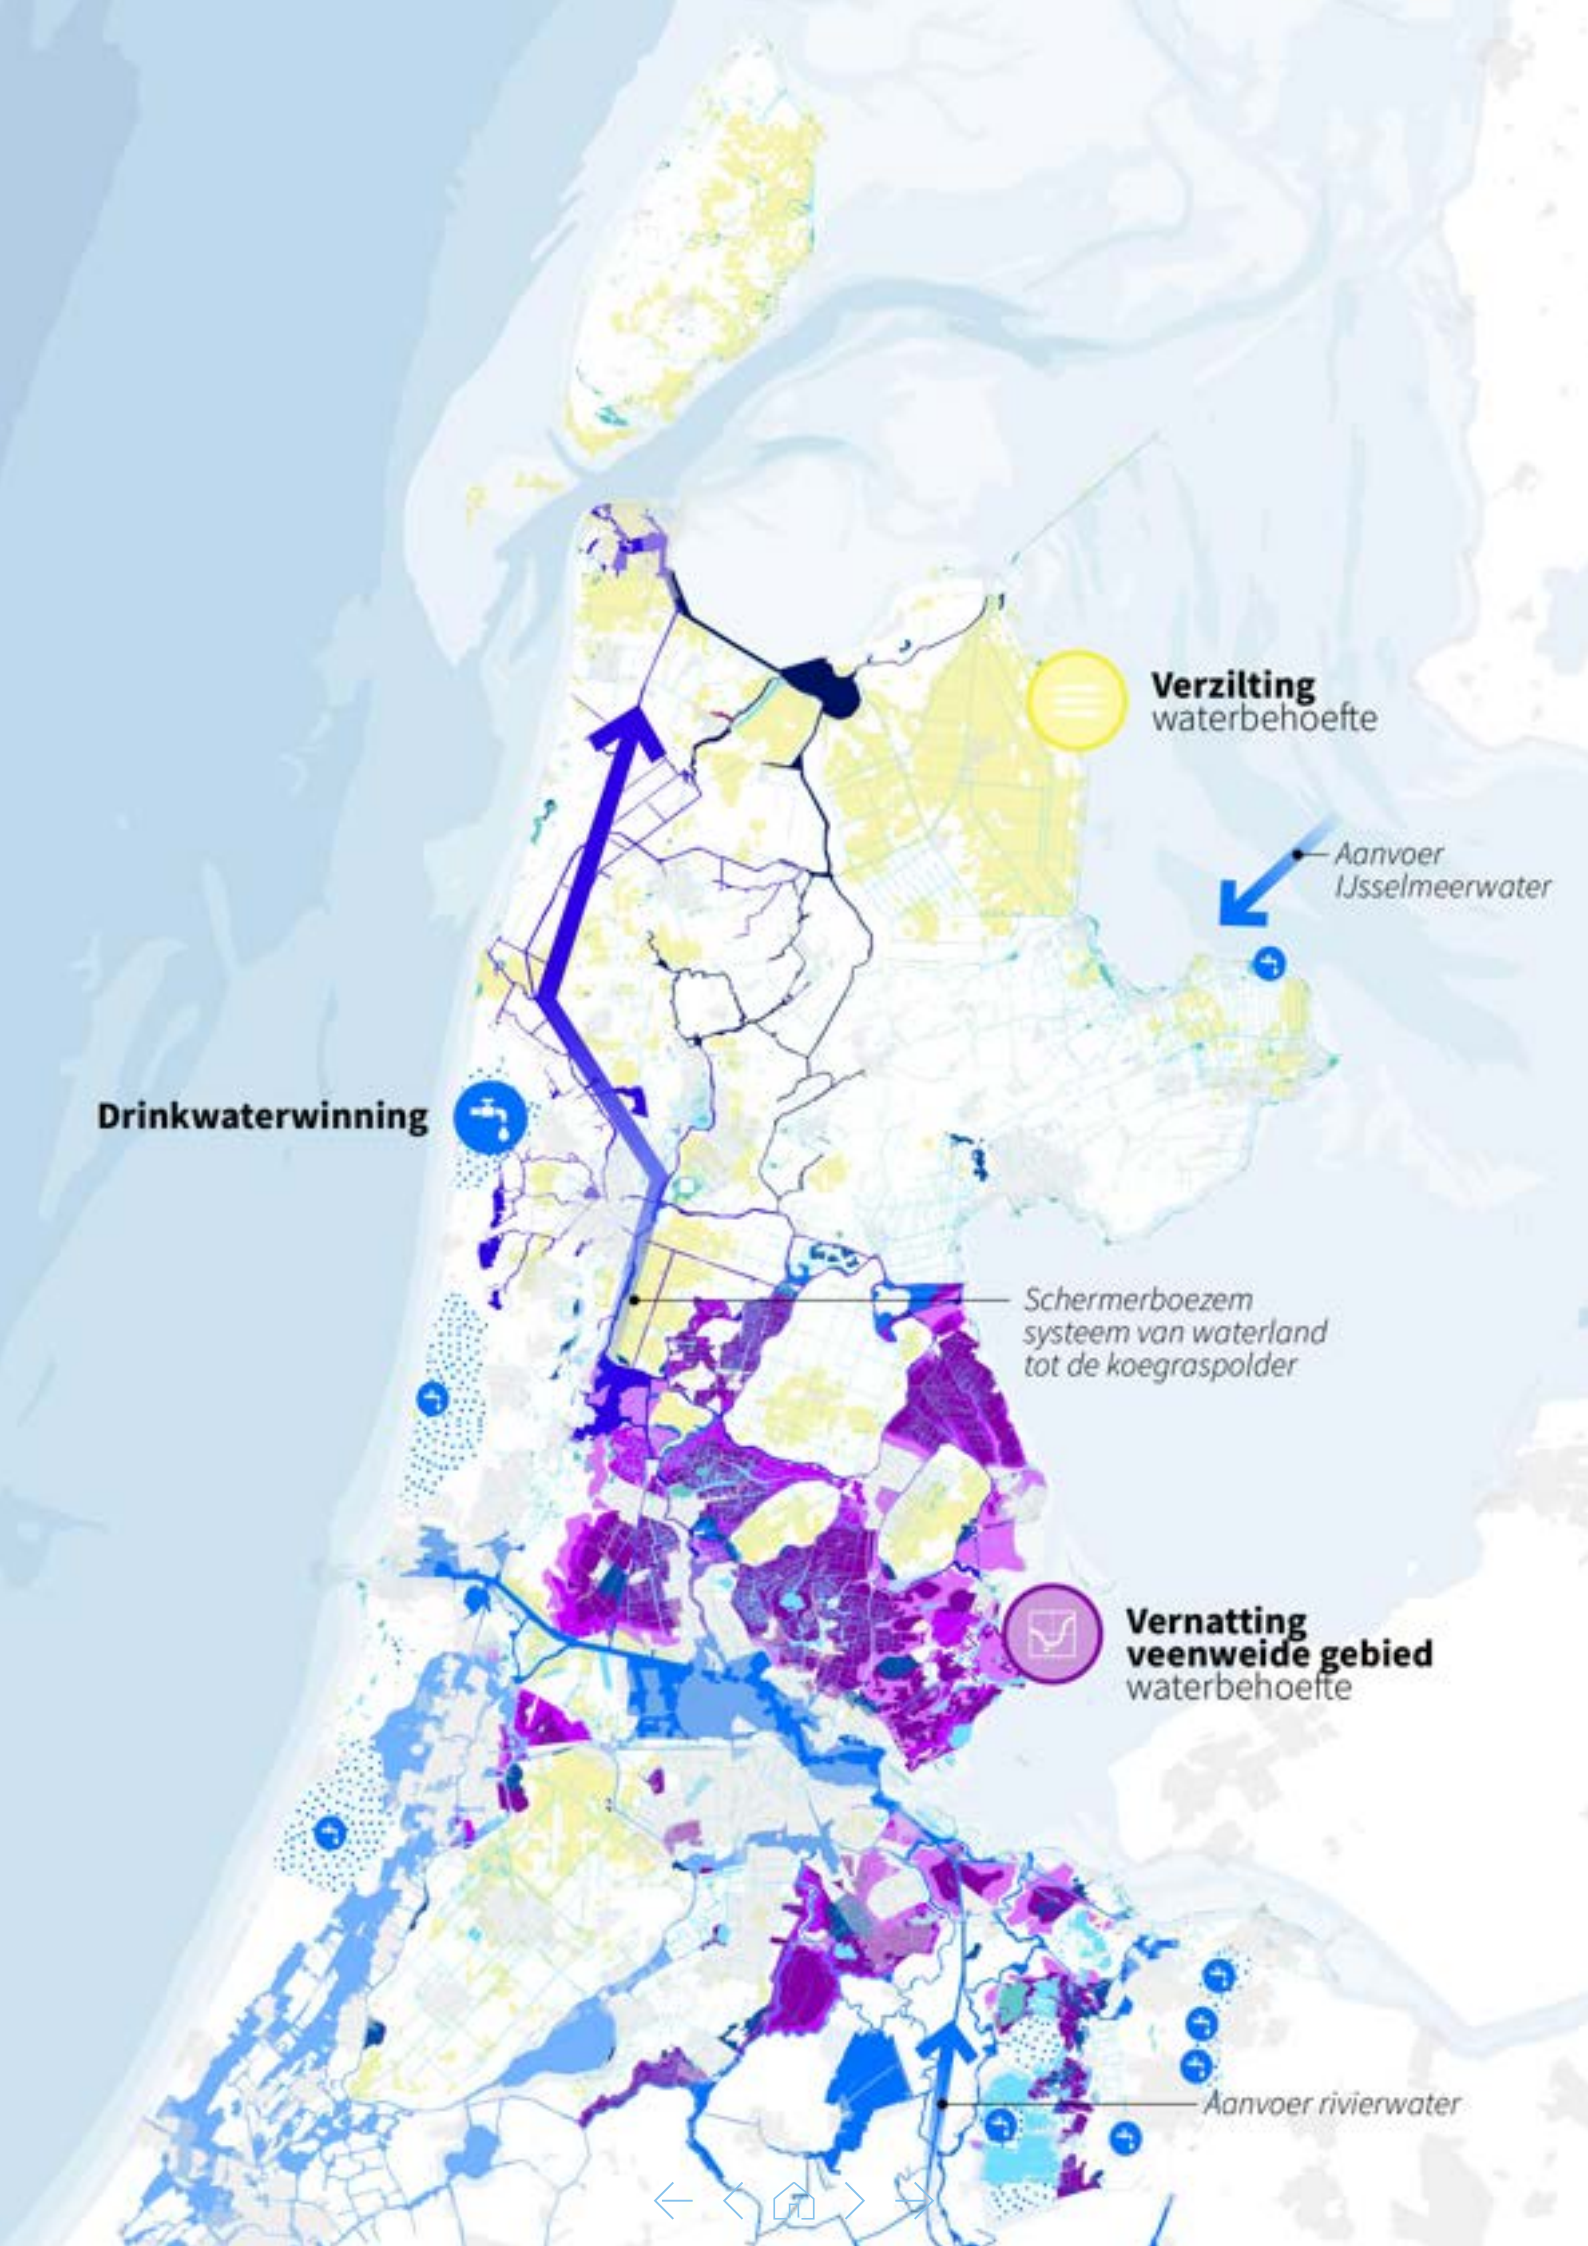 Verzilting
waterbehoefte
Aanvoer
IJsselmeerwater
Drinkwaterwinning
Schermerboezem
systeem van waterland
tot de koegraspolder
Vernatting
veenweide gebied
waterbehoefte
Aanvoer rivierwater